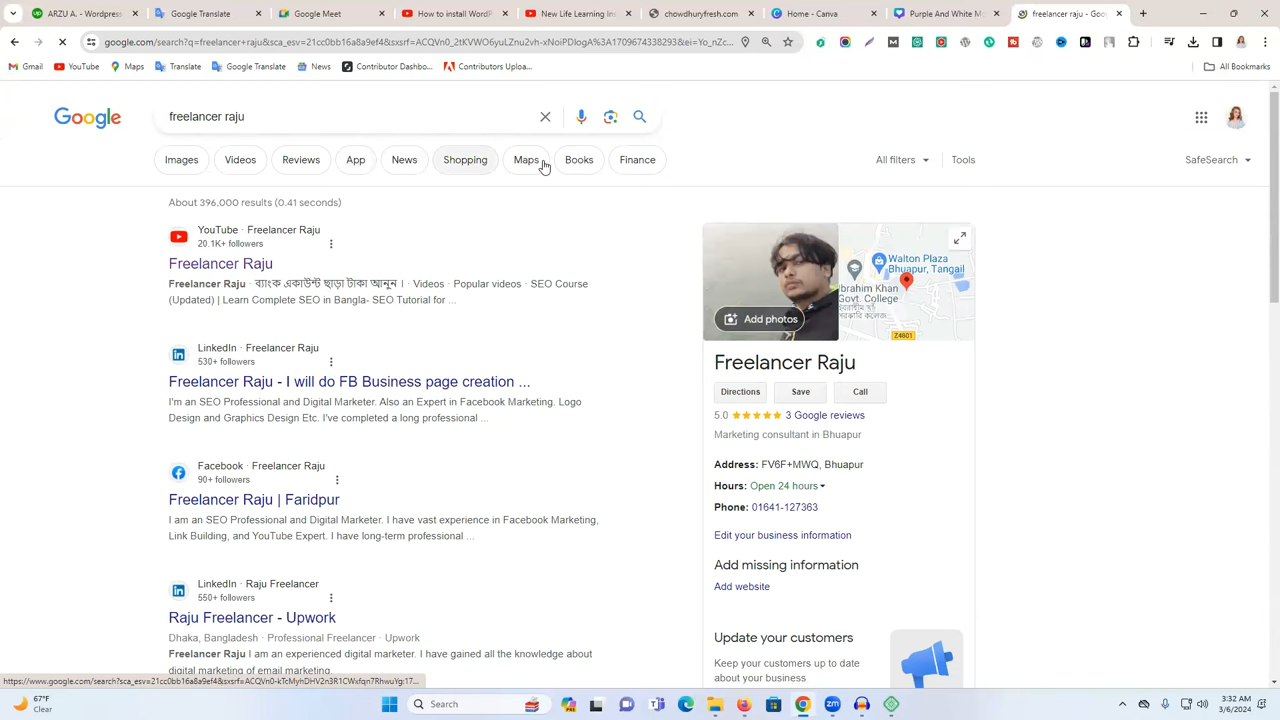 ARZU A. - Wordpress D
Google Translate
Google Meet
How to install WordP
New Life Learning Ins
chowdhuryfresh.com/
Home - Canva
Purple And White M
freelancer raju - Goo
google.com/search?q=freelancer+raju&sca_esv=21cc0bb16a8a9ef4&sxsrf=ACQVn0_2tKVWO6yuLZnu2vh-xNoiPDlogA%3A1709674338293&ei=Yo_nZc...
Gmail
YouTube
Maps
Translate
Google Translate
News
Contributor Dashbo...
Contributors Uploa...
All Bookmarks
Google
freelancer raju
Images
Videos
Reviews
App
News
Shopping
Maps
Books
Finance
All filters
Tools
SafeSearch
About 396,000 results (0.41 seconds)
YouTube · Freelancer Raju
20.1K+ followers
Freelancer Raju
Freelancer Raju · ব্যাংক একাউন্ট ছাড়া টাকা আনুন । · Videos · Popular videos · SEO Course
(Updated) | Learn Complete SEO in Bangla- SEO Tutorial for ...
LinkedIn · Freelancer Raju
530+ followers
Freelancer Raju - I will do FB Business page creation ...
I'm an SEO Professional and Digital Marketer. Also an Expert in Facebook Marketing. Logo
Design and Graphics Design Etc. I've completed a long professional ...
Facebook · Freelancer Raju
90+ followers
Freelancer Raju | Faridpur
I am an SEO Professional and Digital Marketer. I have vast experience in Facebook Marketing,
Link Building, and YouTube Expert. I have long-term professional ...
LinkedIn · Raju Freelancer
550+ followers
Raju Freelancer - Upwork
Dhaka, Bangladesh · Professional Freelancer · Upwork
Freelancer Raju I am an experienced digital marketer. I have gained all the knowledge about
digital marketing of email marketing.
Add photos
Walton Plaza
Bhuapur, Tangail
Ibrahim Khan
Govt. College
Z4801
Freelancer Raju
Directions
Save
Call
5.0 ★★★★★ 3 Google reviews
Marketing consultant in Bhuapur
Address: FV6F+MWQ, Bhuapur
Hours: Open 24 hours
Phone: 01641-127363
Edit your business information
Add missing information
Add website
Update your customers
Keep your customers up to date
about your business
67°F
Clear
Search
3:32 AM
3/6/2024